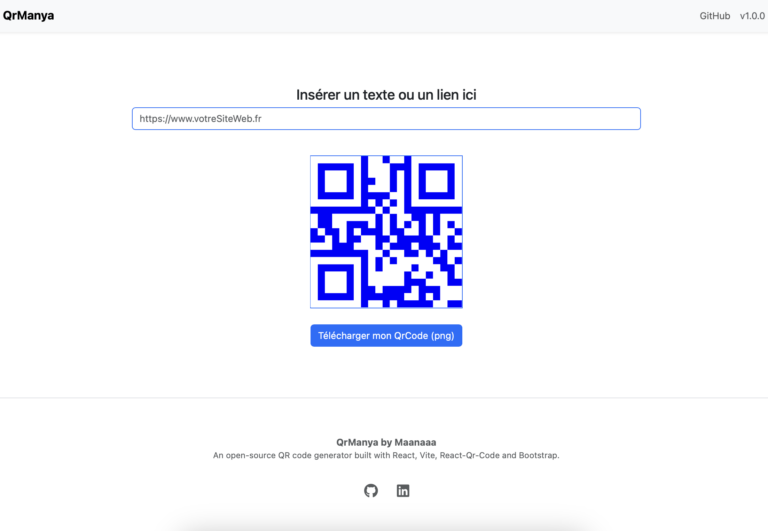 QrManya
GitHub v1.0.0
Insérer un texte ou un lien ici
https://www.votreSiteWeb.fr
Télécharger mon QrCode (png)
QrManya by Maanaaa
An open-source QR code generator built with React, Vite, React-Qr-Code and Bootstrap.